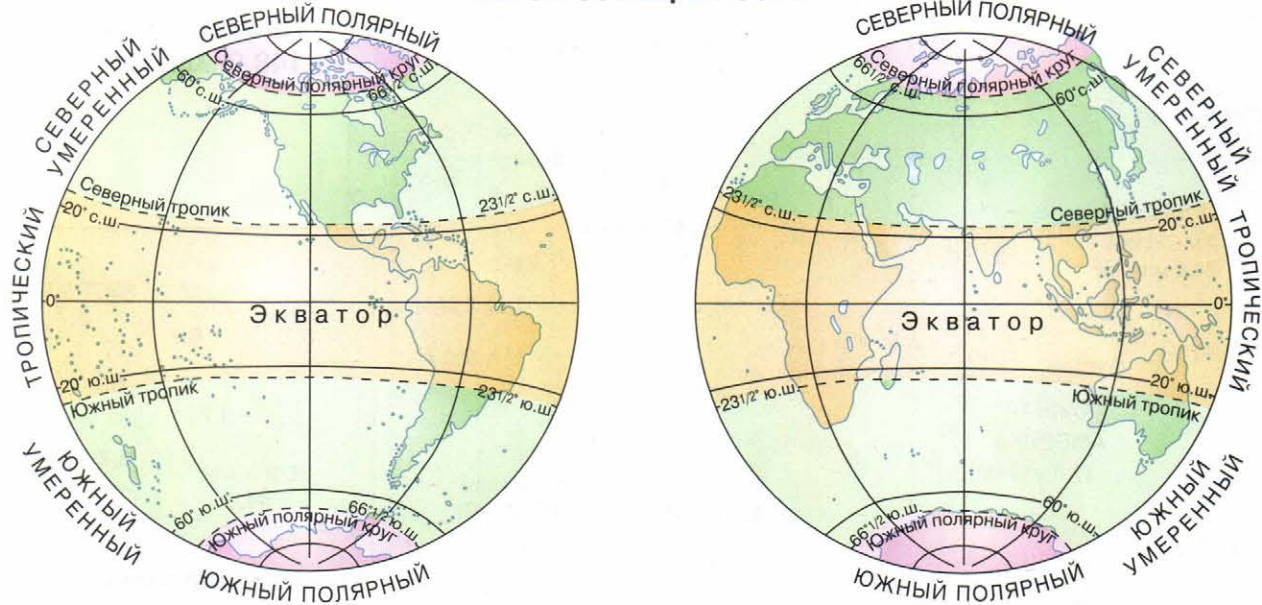 СЕВЕРНЫЙ ПОЛЯРНЫЙ
СЕВЕРНЫЙ
УМЕРЕННЫЙ
Северный полярный круг
60° с.ш.
66 1/2° с.ш.
Северный тропик
23 1/2° с.ш.
20° с.ш.
ТРОПИЧЕСКИЙ
0°
Экватор
20° ю.ш.
23 1/2° ю.ш.
Южный тропик
ЮЖНЫЙ
УМЕРЕННЫЙ
60° ю.ш.
66° 1/2 ю.ш.
Южный полярный круг
ЮЖНЫЙ ПОЛЯРНЫЙ
СЕВЕРНЫЙ ПОЛЯРНЫЙ
СЕВЕРНЫЙ
УМЕРЕННЫЙ
Северный полярный круг
66 1/2 с.ш.
60° с.ш.
23 1/2° с.ш.
Северный тропик
20° с.ш.
ТРОПИЧЕСКИЙ
0°
Экватор
20° ю.ш.
23 1/2° ю.ш.
Южный тропик
ЮЖНЫЙ
УМЕРЕННЫЙ
60° ю.ш.
66 1/2° ю.ш.
Южный полярный круг
ЮЖНЫЙ ПОЛЯРНЫЙ